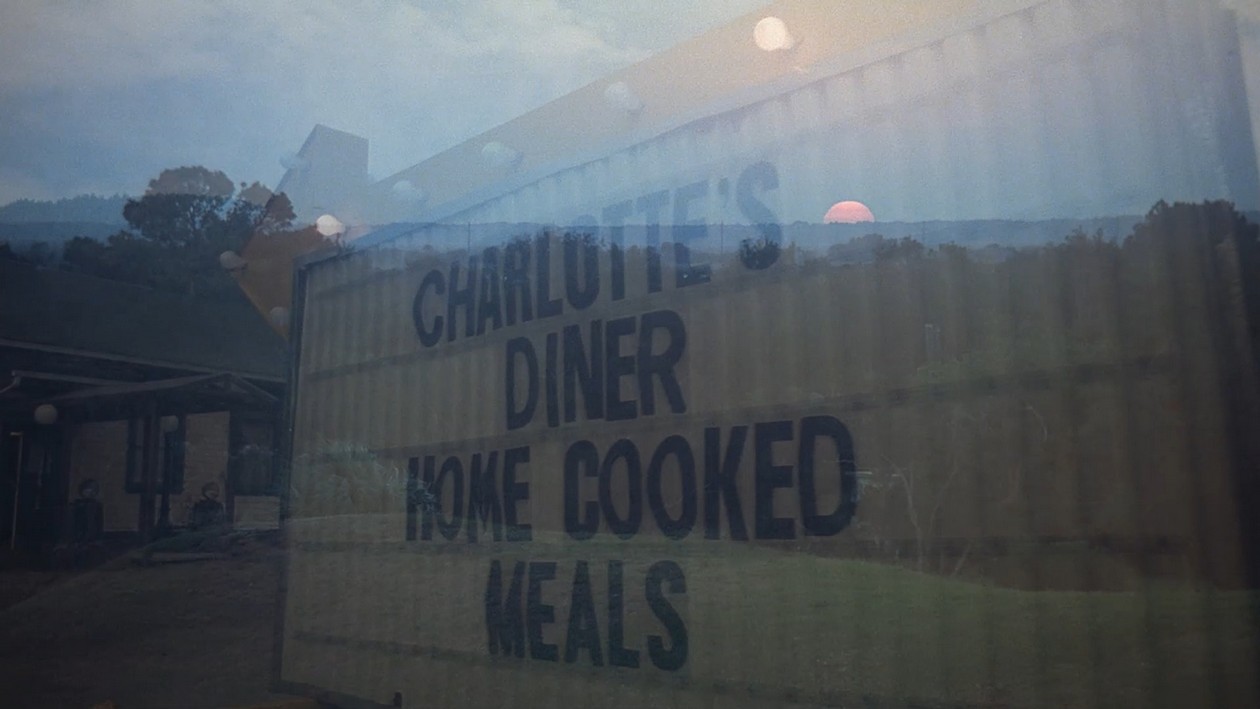 CHARLOTTE'S
DINER
HOME COOKED
MEALS